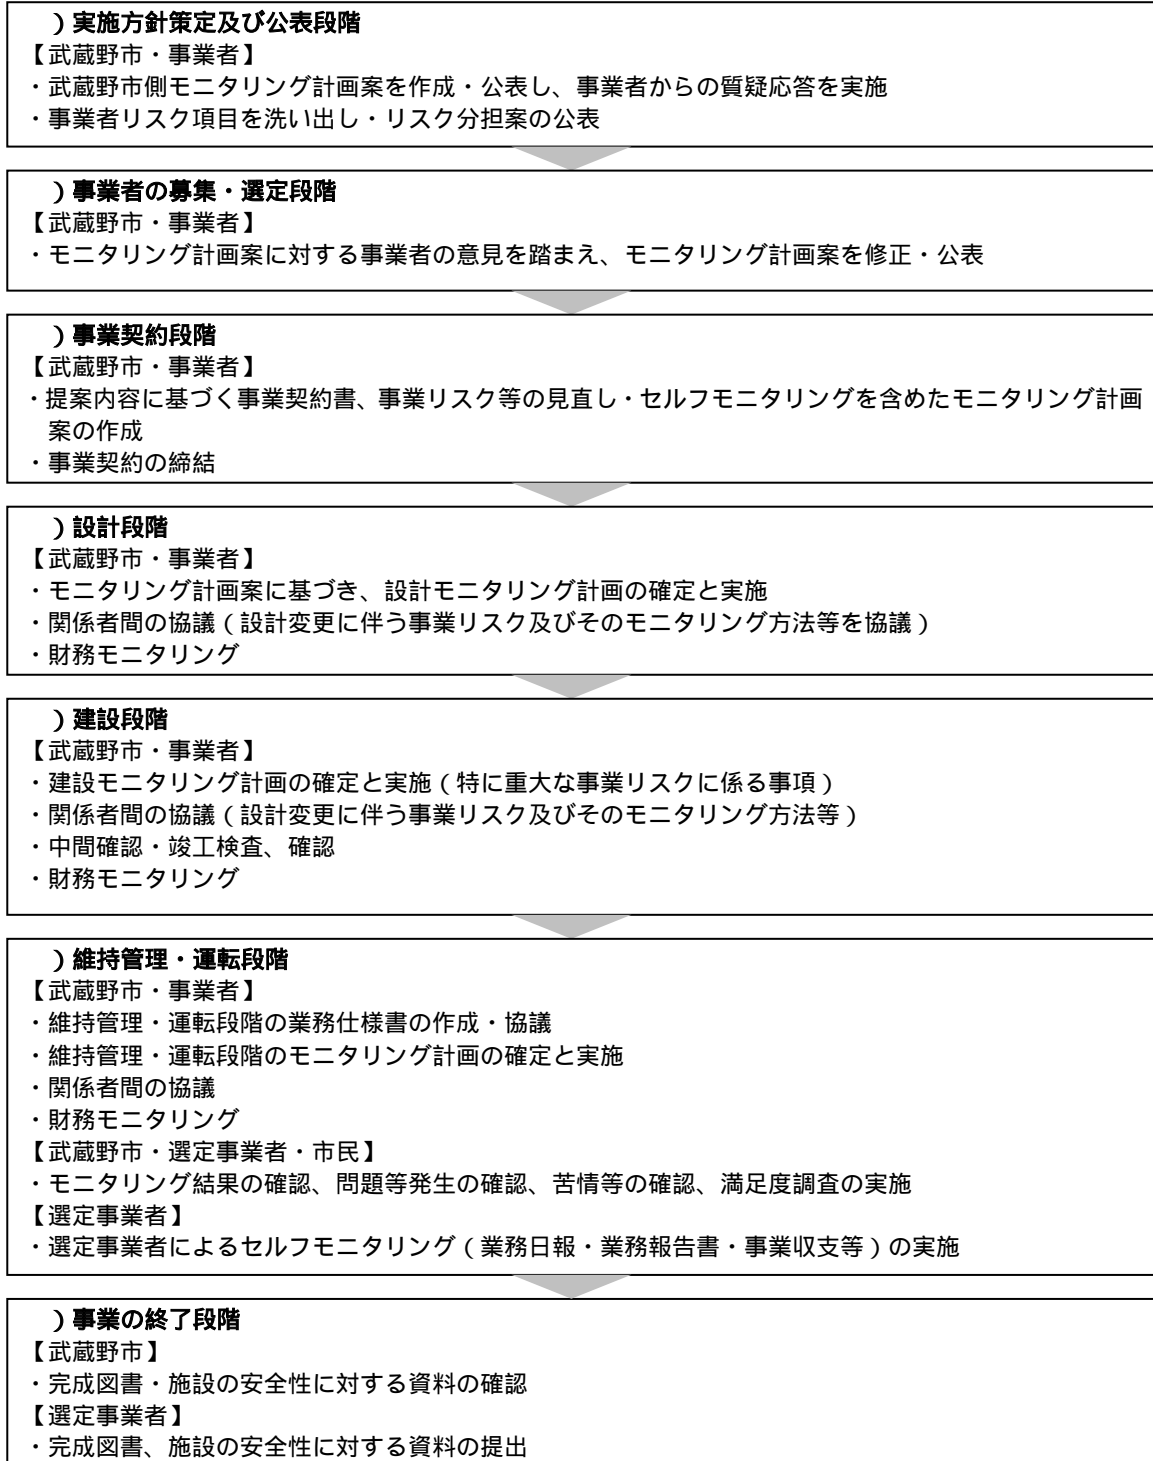 ）実施方針策定及び公表段階
【武蔵野市・事業者】
・武蔵野市側モニタリング計画案を作成・公表し、事業者からの質疑応答を実施
・事業者リスク項目を洗い出し・リスク分担案の公表
）事業者の募集・選定段階
【武蔵野市・事業者】
・モニタリング計画案に対する事業者の意見を踏まえ、モニタリング計画案を修正・公表
）事業契約段階
【武蔵野市・事業者】
・提案内容に基づく事業契約書、事業リスク等の見直し・セルフモニタリングを含めたモニタリング計画
案の作成
・事業契約の締結
）設計段階
【武蔵野市・事業者】
・モニタリング計画案に基づき、設計モニタリング計画の確定と実施
・関係者間の協議（設計変更に伴う事業リスク及びそのモニタリング方法等を協議）
・財務モニタリング
）建設段階
【武蔵野市・事業者】
・建設モニタリング計画の確定と実施（特に重大な事業リスクに係る事項）
・関係者間の協議（設計変更に伴う事業リスク及びそのモニタリング方法等）
・中間確認・竣工検査、確認
・財務モニタリング
）維持管理・運転段階
【武蔵野市・事業者】
・維持管理・運転段階の業務仕様書の作成・協議
・維持管理・運転段階のモニタリング計画の確定と実施
・関係者間の協議
・財務モニタリング
【武蔵野市・選定事業者・市民】
・モニタリング結果の確認、問題等発生の確認、苦情等の確認、満足度調査の実施
【選定事業者】
・選定事業者によるセルフモニタリング（業務日報・業務報告書・事業収支等）の実施
）事業の終了段階
【武蔵野市】
・完成図書・施設の安全性に対する資料の確認
【選定事業者】
・完成図書、施設の安全性に対する資料の提出